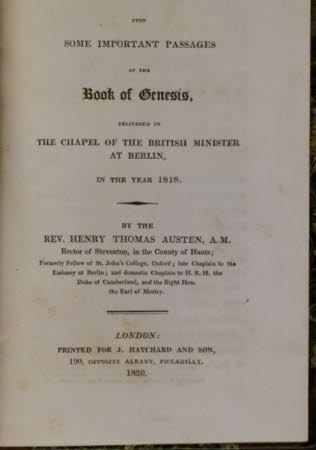 UPON
SOME IMPORTANT PASSAGES
IN THE
Book of Genesis,
DELIVERED IN
THE CHAPEL OF THE BRITISH MINISTER
AT BERLIN,
IN THE YEAR 1818.
BY THE
REV. HENRY THOMAS AUSTEN, A.M.
Rector of Steventon, in the County of Hants;
Formerly Fellow of St. John's College, Oxford; late Chaplain to the
Embassy at Berlin; and domestic Chaplain to H. R. H. the
Duke of Cumberland, and the Right Hon.
the Earl of Morley.
LONDON:
PRINTED FOR J. HATCHARD AND SON,
190, OPPOSITE ALBANY, PICCADILLY.
1820.